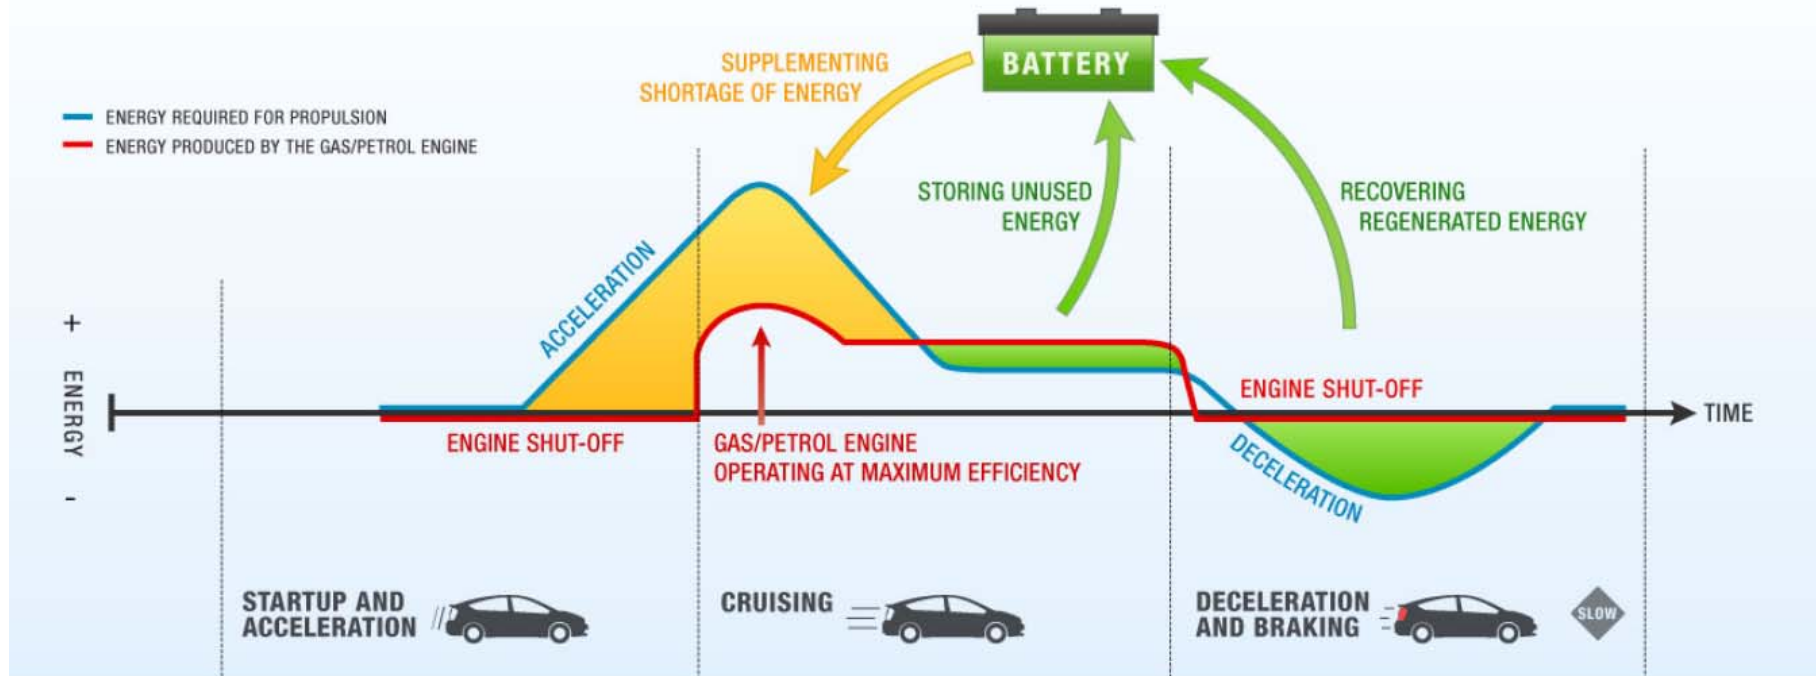 BATTERY
SUPPLEMENTING
SHORTAGE OF ENERGY
ENERGY REQUIRED FOR PROPULSION
ENERGY PRODUCED BY THE GAS/PETROL ENGINE
STORING UNUSED
ENERGY
RECOVERING
REGENERATED ENERGY
ACCELERATION
+
ENERGY
-
ENGINE SHUT-OFF
TIME
ENGINE SHUT-OFF
GAS/PETROL ENGINE
OPERATING AT MAXIMUM EFFICIENCY
DECELERATION
STARTUP AND
ACCELERATION
CRUISING
DECELERATION
AND BRAKING
SLOW